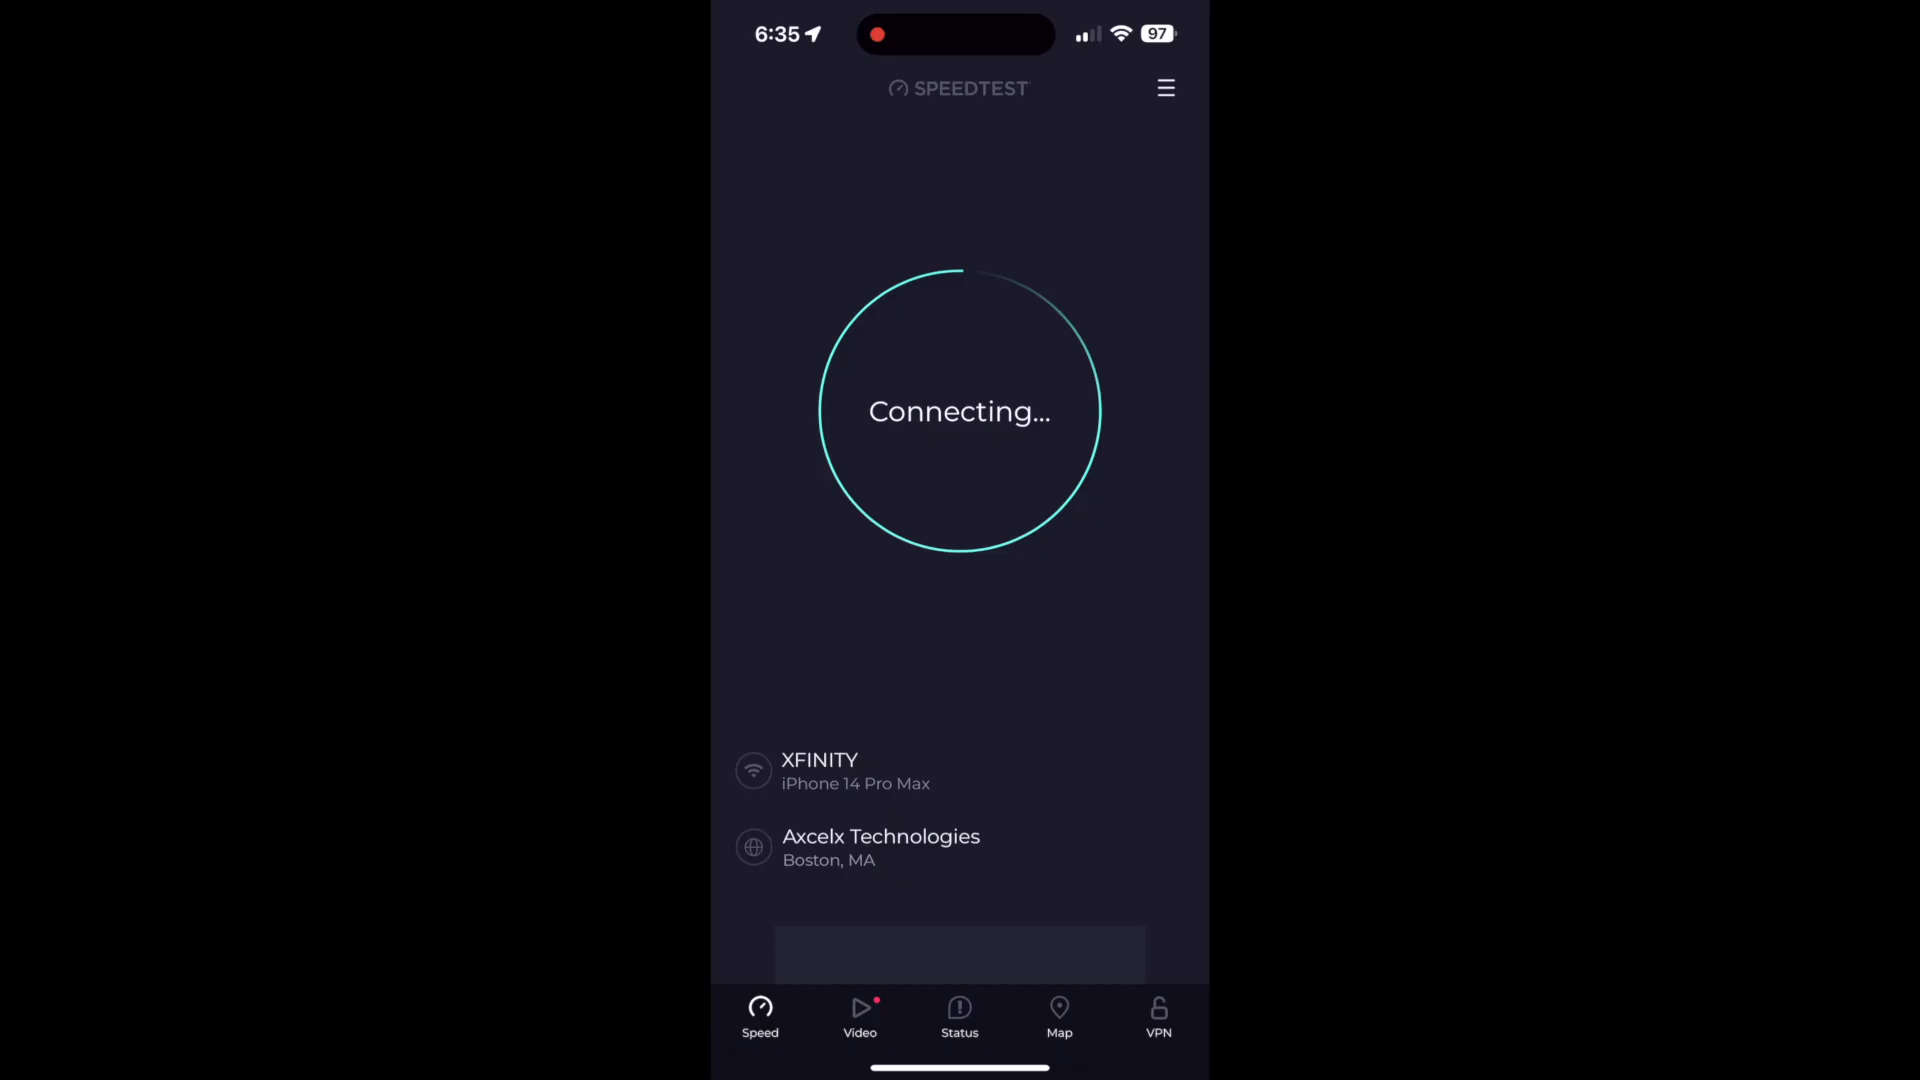 6:35
97
SPEEDTEST
Connecting...
XFINITY
iPhone 14 Pro Max
Axcelx Technologies
Boston, MA
Speed
Video
Status
Map
VPN